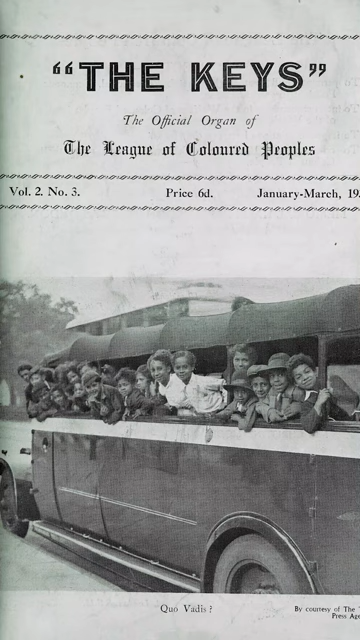 “THE KEYS”
The Official Organ of
The League of Coloured Peoples
Vol. 2. No. 3. Price 6d. January-March, 19
Quo Vadis ?
By courtesy of The
Press Age